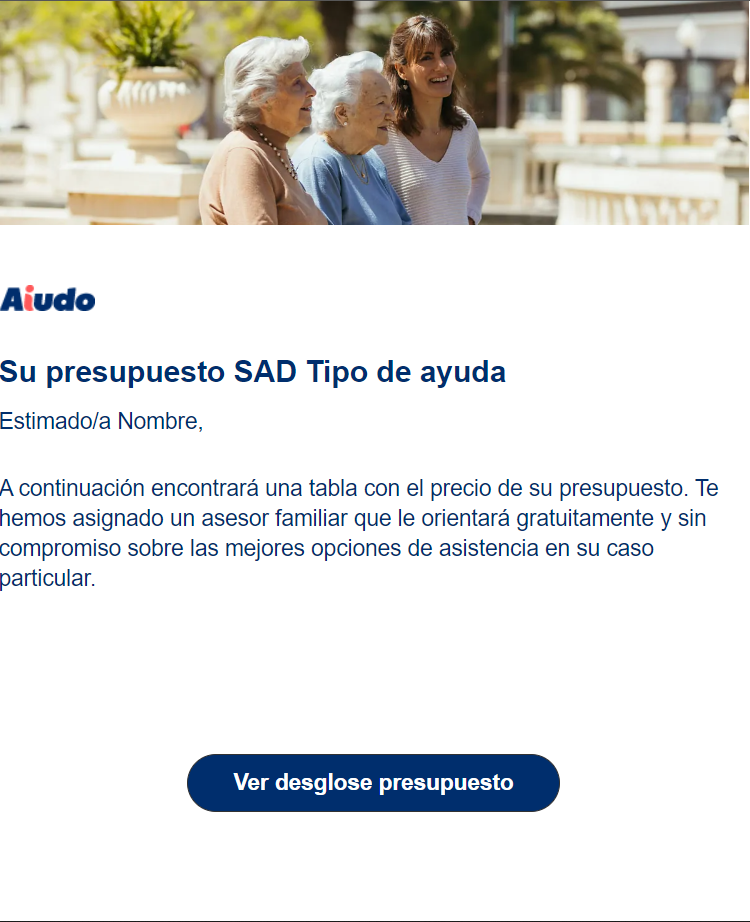 Aiudo
Su presupuesto SAD Tipo de ayuda
Estimado/a Nombre,
A continuación encontrará una tabla con el precio de su presupuesto. Te
hemos asignado un asesor familiar que le orientará gratuitamente y sin
compromiso sobre las mejores opciones de asistencia en su caso
particular.
Ver desglose presupuesto